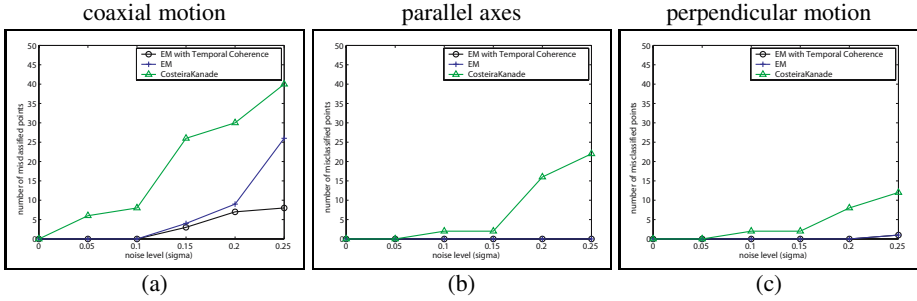 coaxial motion
parallel axes
perpendicular motion
50
45
40
35
30
25
20
15
10
5
0
number of misclassified points
EM with Temporal Coherence
EM
CosteiraKanade
0 0.05 0.1 0.15 0.2 0.25
noise level (sigma)
(a)
50
45
40
35
30
25
20
15
10
5
0
number of misclassified points
EM with Temporal Coherence
EM
CosteiraKanade
0 0.05 0.1 0.15 0.2 0.25
noise level (sigma)
(b)
50
45
40
35
30
25
20
15
10
5
0
number of misclassified points
EM with Temporal Coherence
EM
CosteiraKanade
0 0.05 0.1 0.15 0.2 0.25
noise level (sigma)
(c)